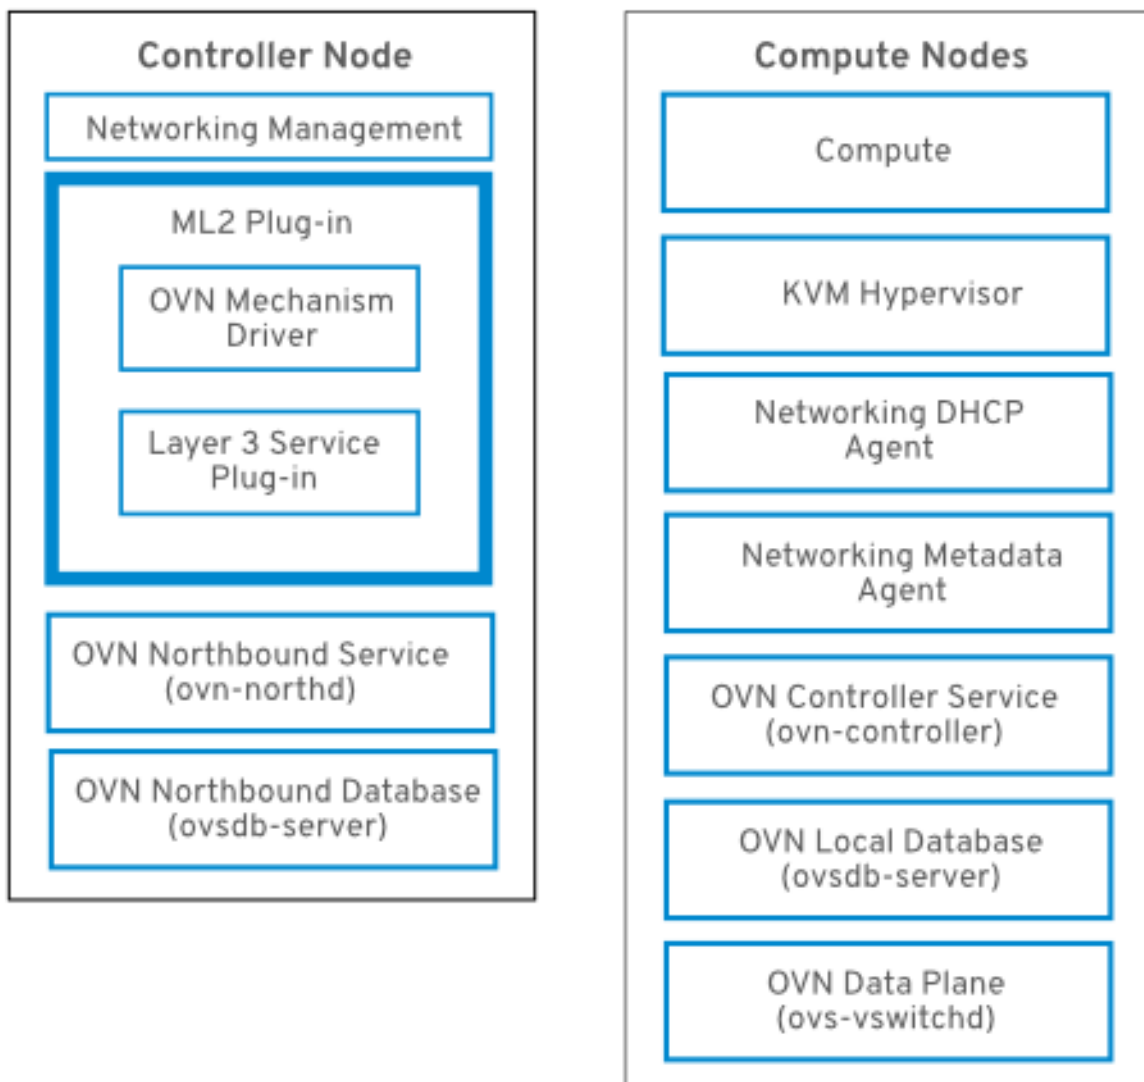 Controller Node
Networking Management
ML2 Plug-in
OVN Mechanism
Driver
Layer 3 Service
Plug-in
OVN Northbound Service
(ovn-northd)
OVN Northbound Database
(ovsdb-server)
Compute Nodes
Compute
KVM Hypervisor
Networking DHCP
Agent
Networking Metadata
Agent
OVN Controller Service
(ovn-controller)
OVN Local Database
(ovsdb-server)
OVN Data Plane
(ovs-vswitchd)